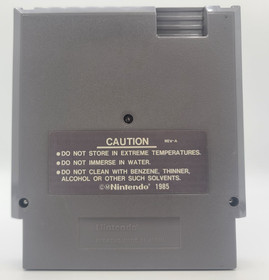 CAUTION REV-A
• DO NOT STORE IN EXTREME TEMPERATURES.
• DO NOT IMMERSE IN WATER.
• DO NOT CLEAN WITH BENZENE, THINNER,
ALCOHOL OR OTHER SUCH SOLVENTS.
©Ⓜ Nintendo® 1985
Nintendo